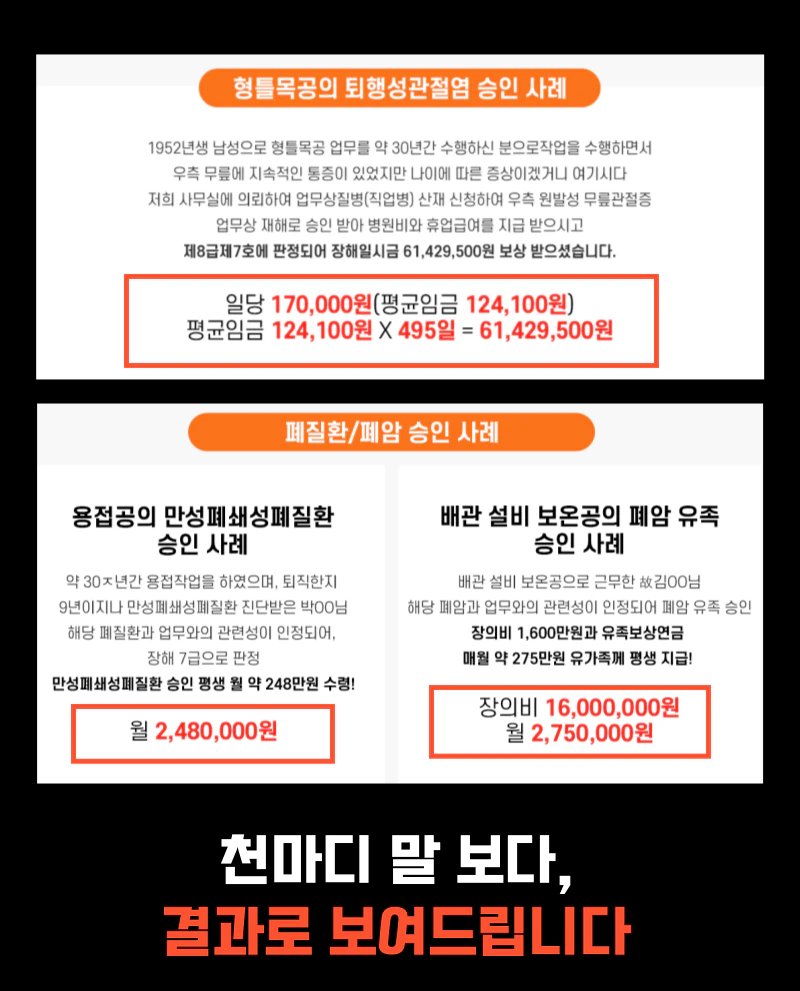 형틀목공의 퇴행성관절염 승인 사례
1952년생 남성으로 형틀목공 업무를 약 30년간 수행하신 분으로작업을 수행하면서
우측 무릎에 지속적인 통증이 있었지만 나이에 따른 증상이겠거니 여기시다
저희 사무실에 의뢰하여 업무상질병(직업병) 산재 신청하여 우측 원발성 무릎관절증
업무상 재해로 승인 받아 병원비와 휴업급여를 지급 받으시고
제8급제7호에 판정되어 장해일시금 61,429,500원 보상 받으셨습니다.
일당 170,000원(평균임금 124,100원)
평균임금 124,100원 X 495일 = 61,429,500원
폐질환/폐암 승인 사례
용접공의 만성폐쇄성폐질환
승인 사례
약 30ㅈ년간 용접작업을 하였으며, 퇴직한지
9년이지나 만성폐쇄성폐질환 진단받은 박OO님
해당 폐질환과 업무와의 관련성이 인정되어,
장해 7급으로 판정
만성폐쇄성폐질환 승인 평생 월 약 248만원 수령!
월 2,480,000원
배관 설비 보온공의 폐암 유족
승인 사례
배관 설비 보온공으로 근무한 故김OO님
해당 폐암과 업무와의 관련성이 인정되어 폐암 유족 승인
장의비 1,600만원과 유족보상연금
매월 약 275만원 유가족께 평생 지급!
장의비 16,000,000원
월 2,750,000원
천마디 말 보다,
결과로 보여드립니다